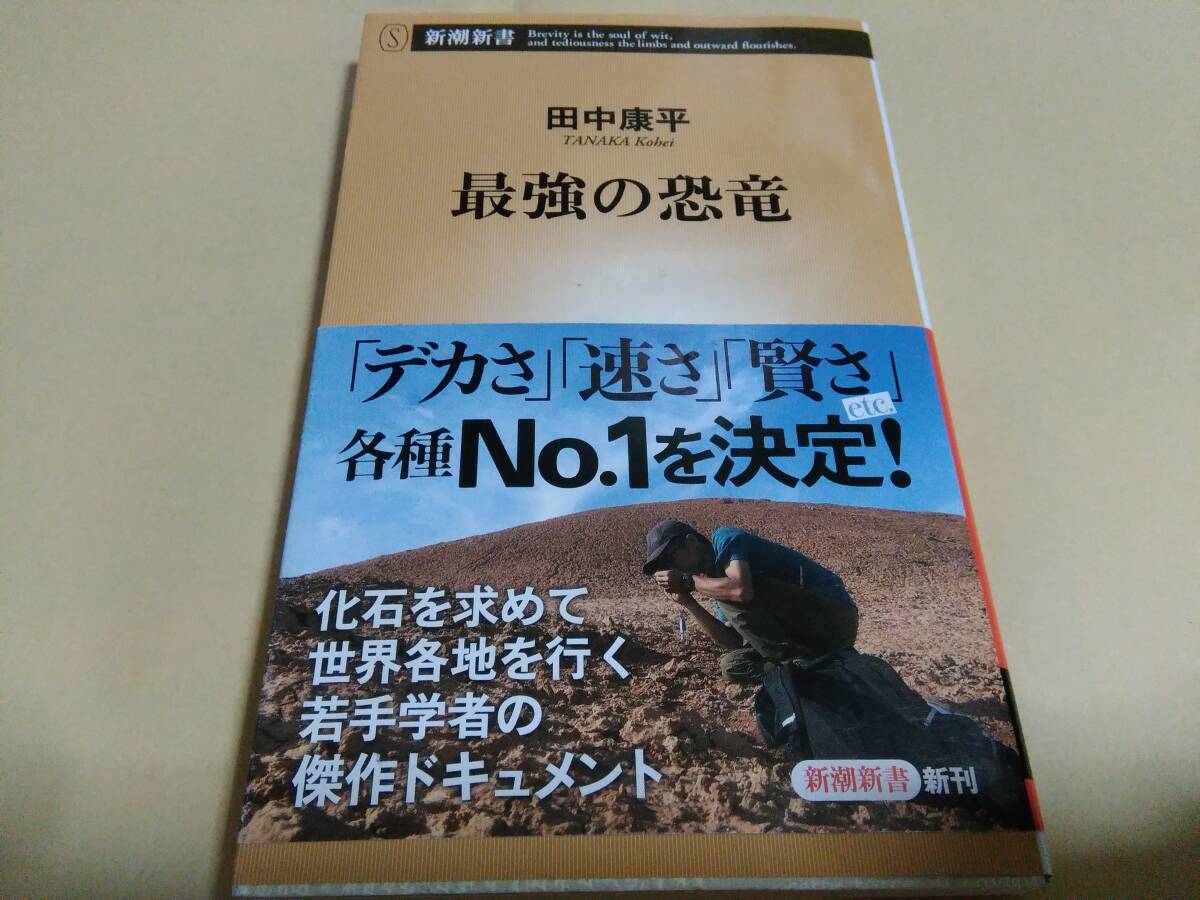 S 新潮新書 Brevity is the soul of wit,
and tediousness the limbs and outward flourishes.
田中康平
TANAKA Kohei
最強の恐竜
「デカさ」「速さ」「賢さ」
etc.
各種No.1を決定!
化石を求めて
世界各地を行く
若手学者の
傑作ドキュメント
新潮新書 新刊